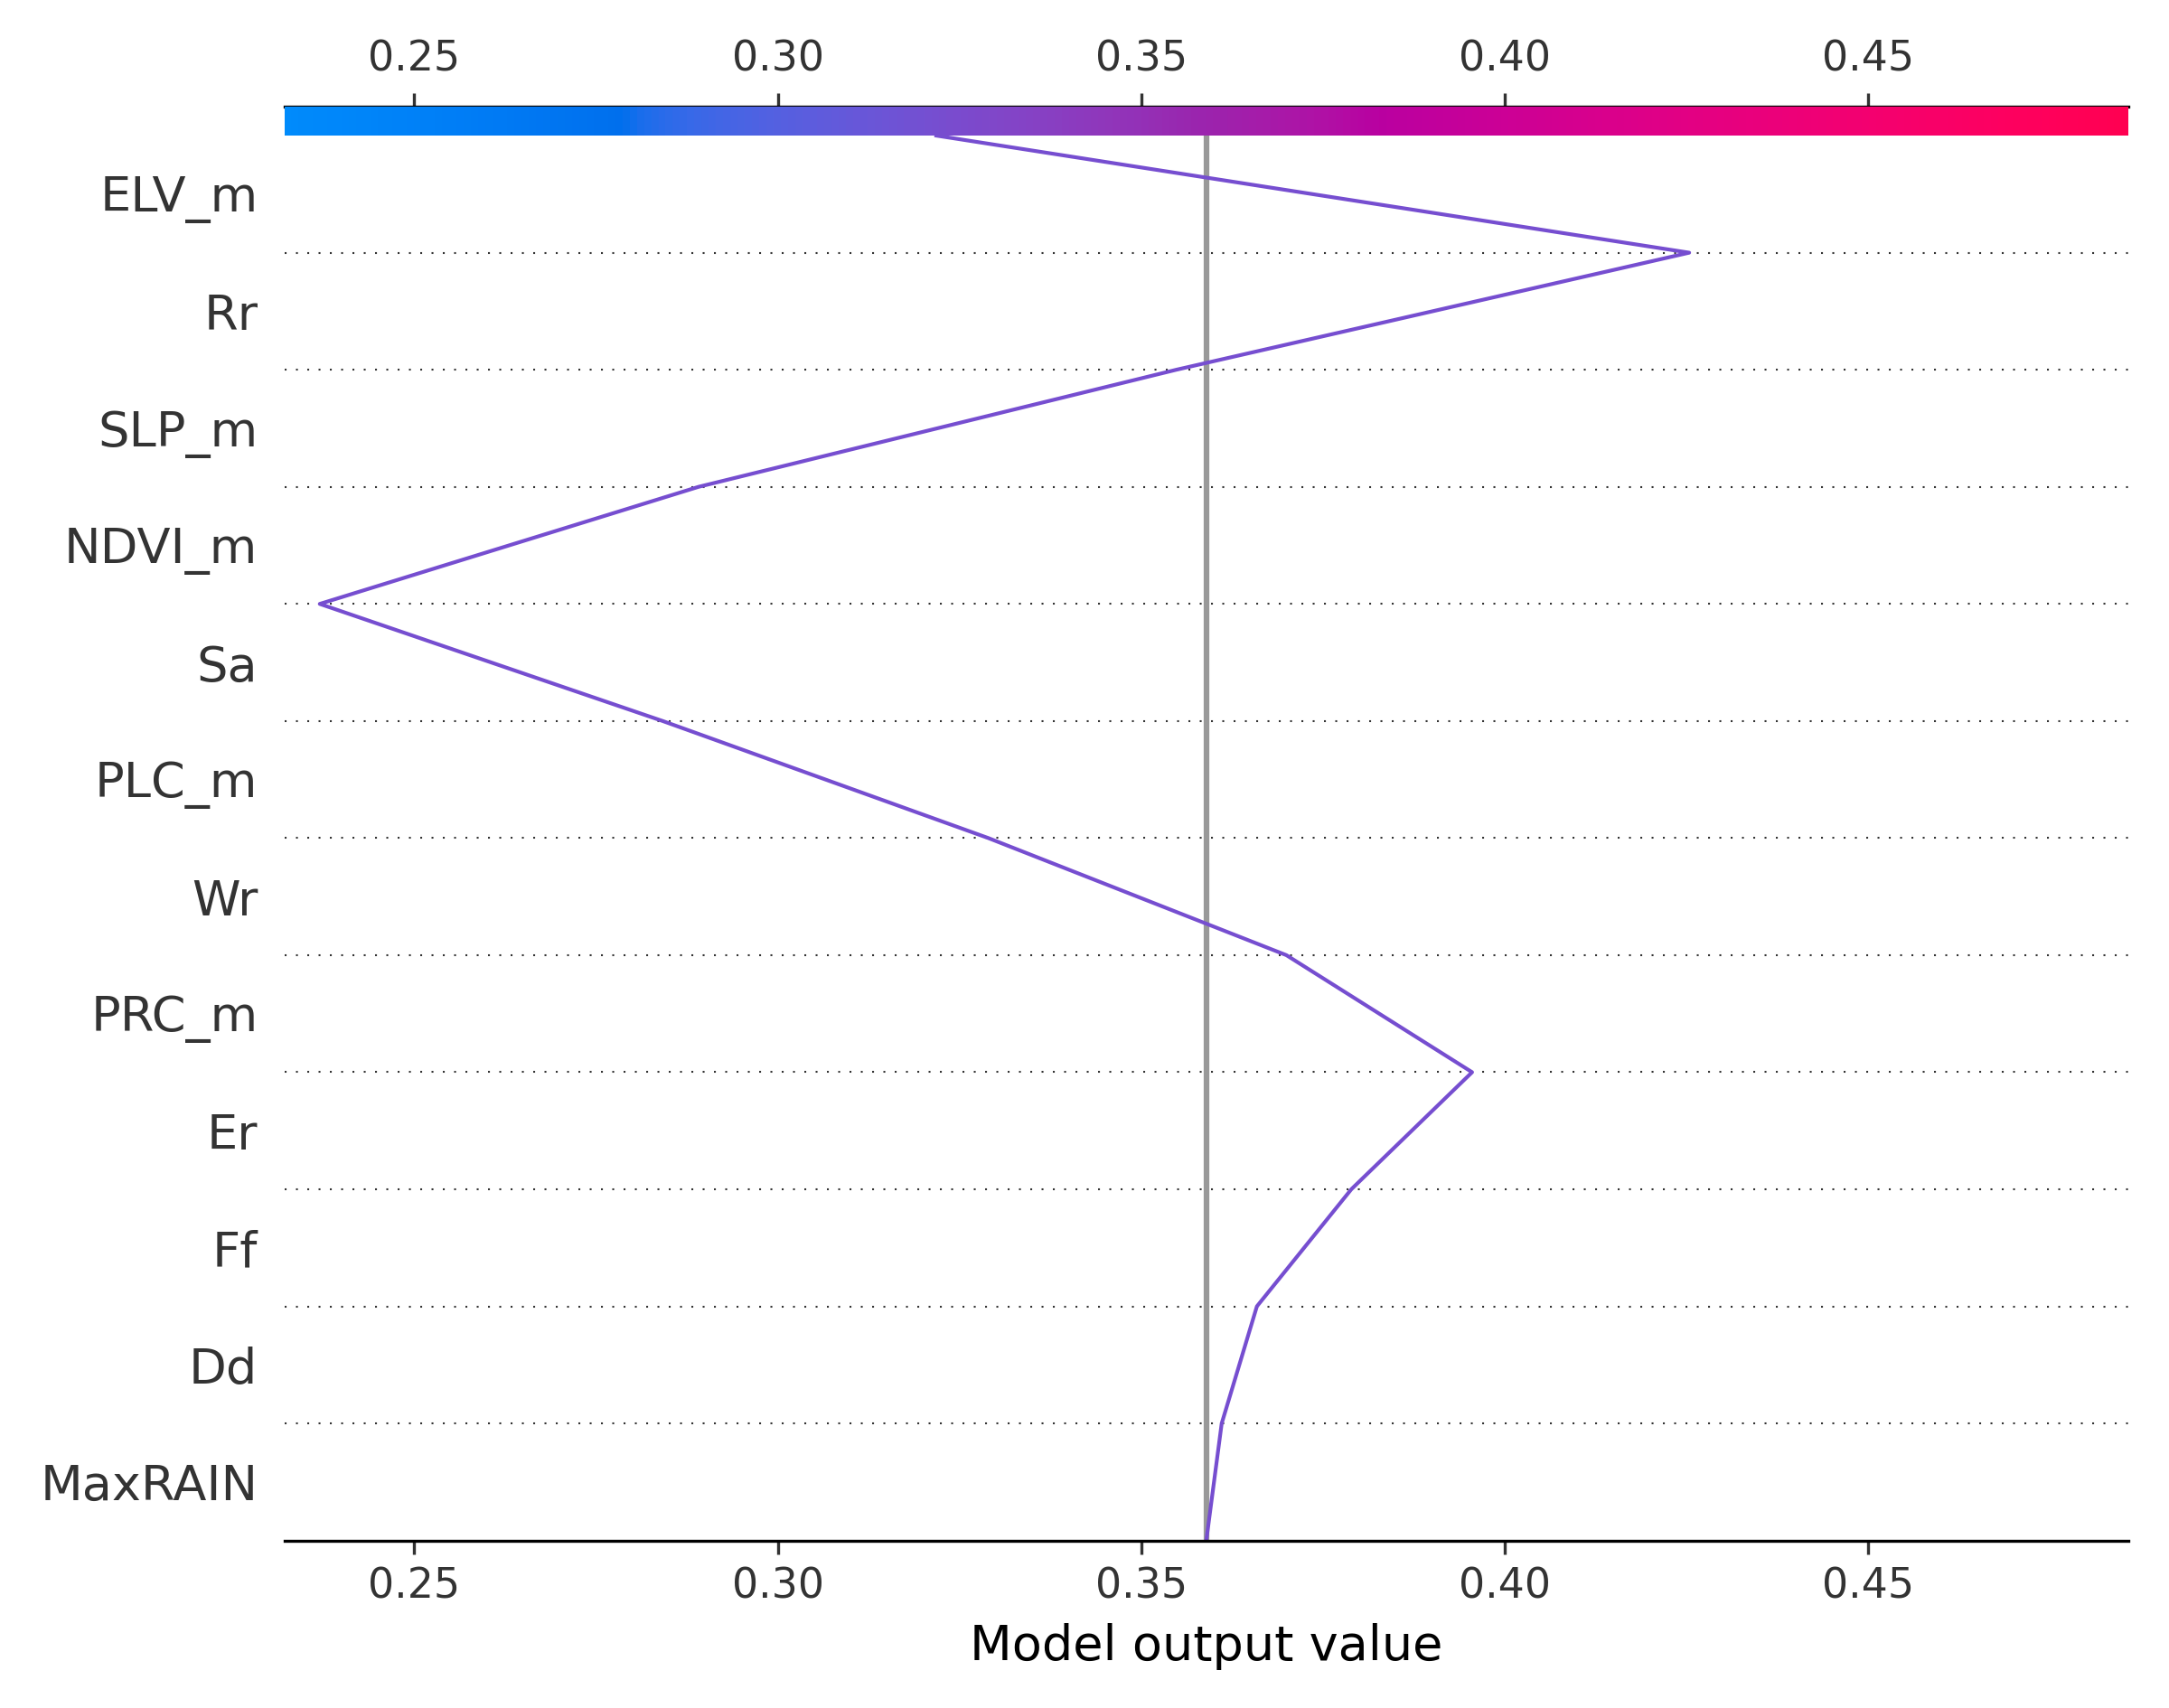 0.25 0.30 0.35 0.40 0.45
ELV_m
Rr
SLP_m
NDVI_m
Sa
PLC_m
Wr
PRC_m
Er
Ff
Dd
MaxRAIN
0.25 0.30 0.35 0.40 0.45
Model output value